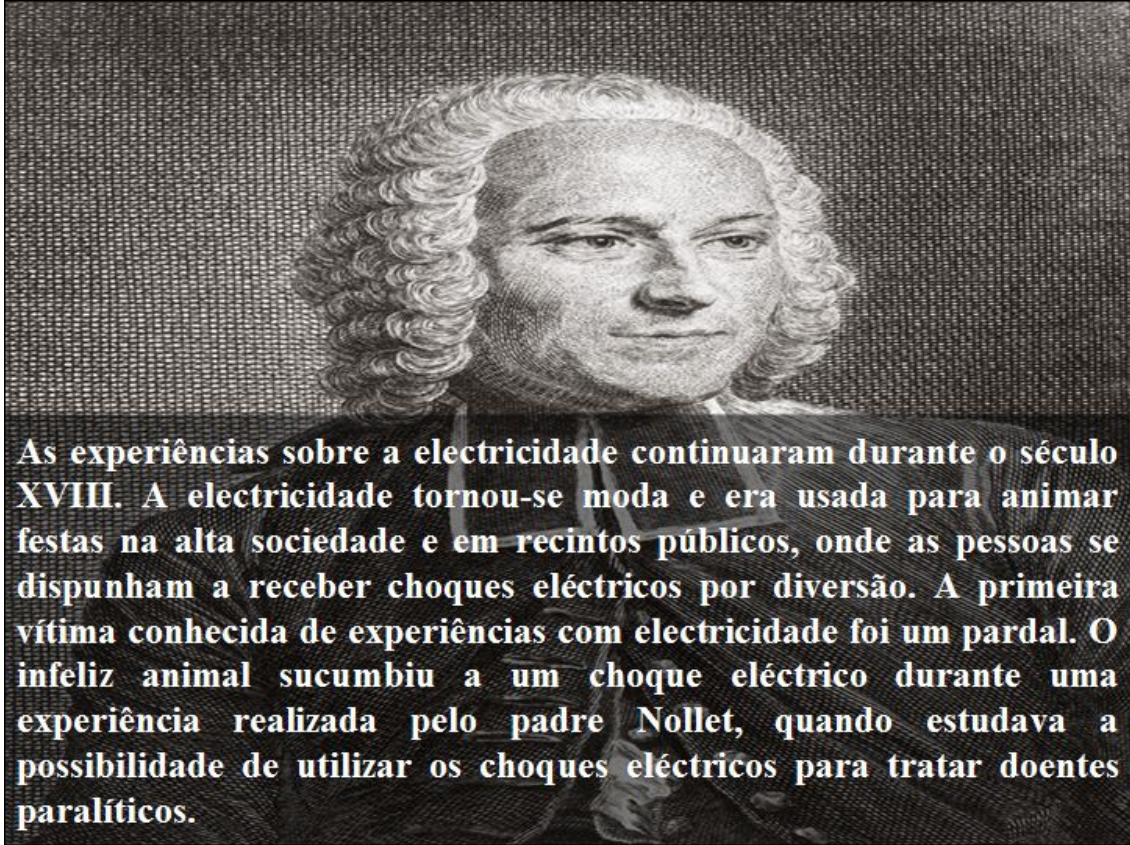 As experiências sobre a electricidade continuaram durante o século
XVIII. A electricidade tornou-se moda e era usada para animar
festas na alta sociedade e em recintos públicos, onde as pessoas se
dispunham a receber choques eléctricos por diversão. A primeira
vítima conhecida de experiências com electricidade foi um pardal. O
infeliz animal sucumbiu a um choque eléctrico durante uma
experiência realizada pelo padre Nollet, quando estudava a
possibilidade de utilizar os choques eléctricos para tratar doentes
paralíticos.